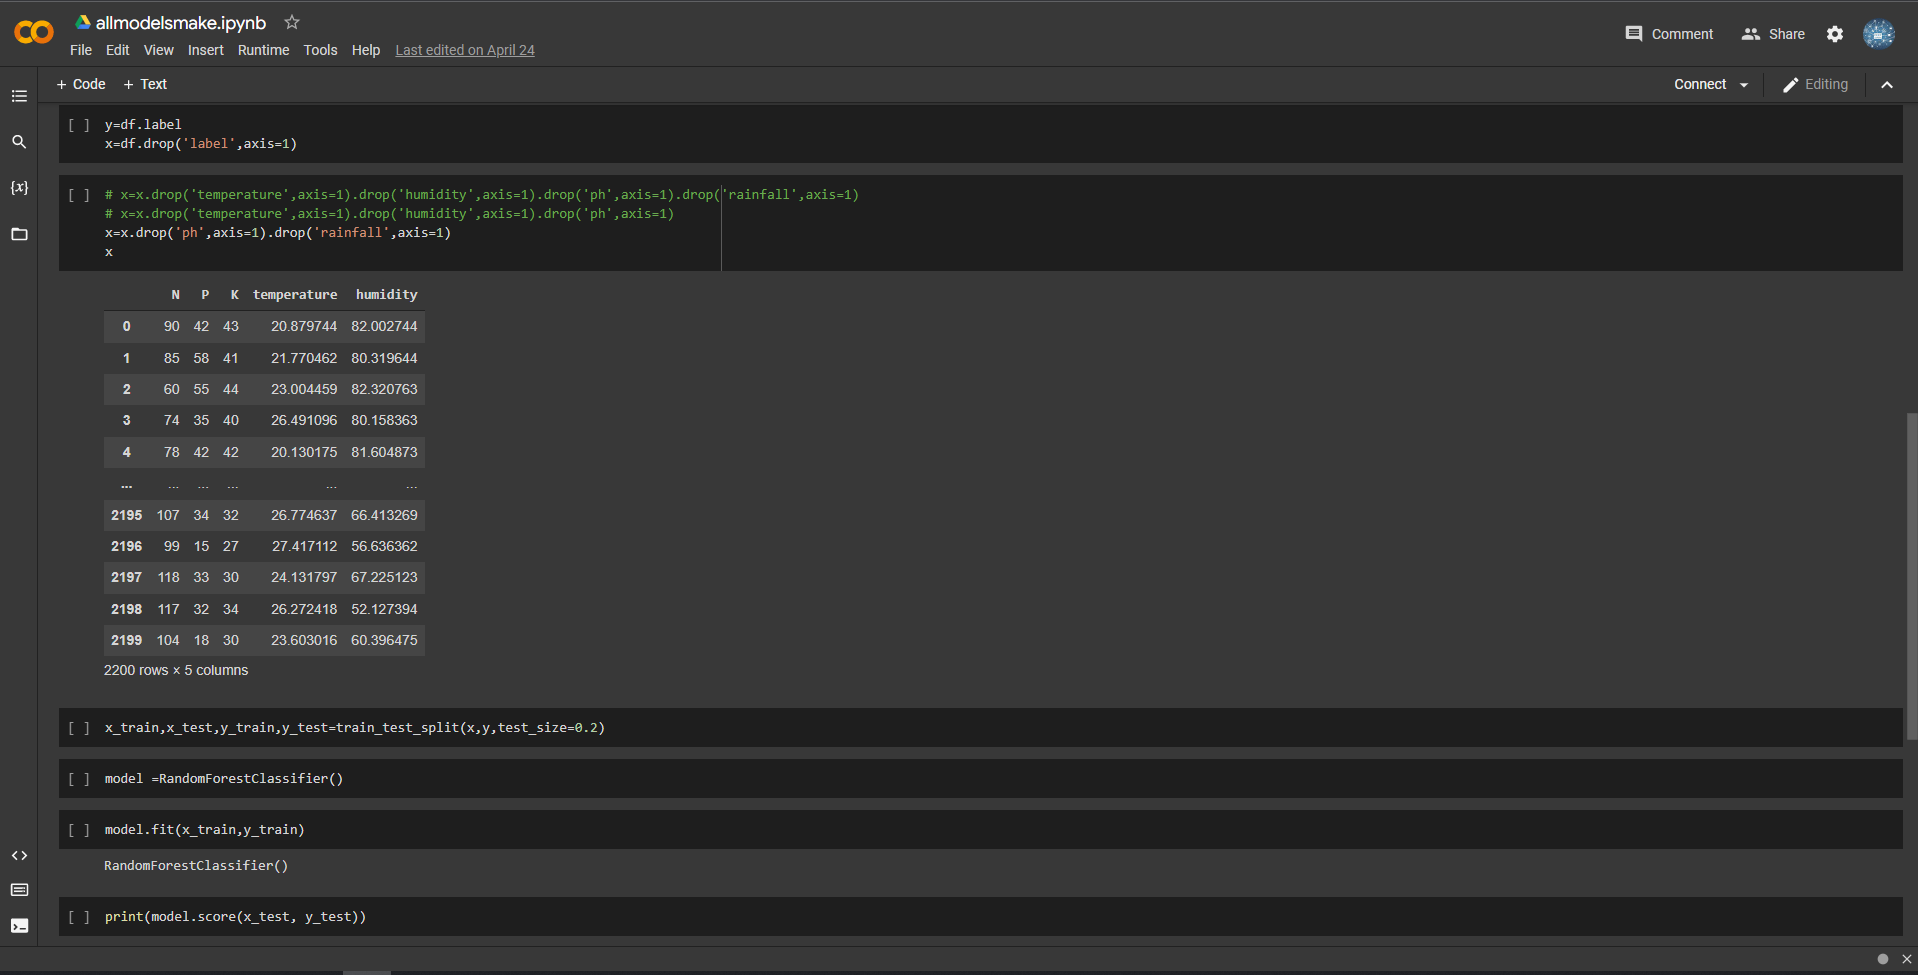 allmodelsmake.ipynb
File Edit View Insert Runtime Tools Help Last edited on April 24
Comment Share
+ Code + Text
Connect Editing
[ ] y=df.label
x=df.drop('label',axis=1)
[ ] # x=x.drop('temperature',axis=1).drop('humidity',axis=1).drop('ph',axis=1).drop('rainfall',axis=1)
# x=x.drop('temperature',axis=1).drop('humidity',axis=1).drop('ph',axis=1)
x=x.drop('ph',axis=1).drop('rainfall',axis=1)
x
N P K temperature humidity
0 90 42 43 20.879744 82.002744
1 85 58 41 21.770462 80.319644
2 60 55 44 23.004459 82.320763
3 74 35 40 26.491096 80.158363
4 78 42 42 20.130175 81.604873
... ... ... ... ... ...
2195 107 34 32 26.774637 66.413269
2196 99 15 27 27.417112 56.636362
2197 118 33 30 24.131797 67.225123
2198 117 32 34 26.272418 52.127394
2199 104 18 30 23.603016 60.396475
2200 rows × 5 columns
[ ] x_train,x_test,y_train,y_test=train_test_split(x,y,test_size=0.2)
[ ] model =RandomForestClassifier()
[ ] model.fit(x_train,y_train)
RandomForestClassifier()
[ ] print(model.score(x_test, y_test))